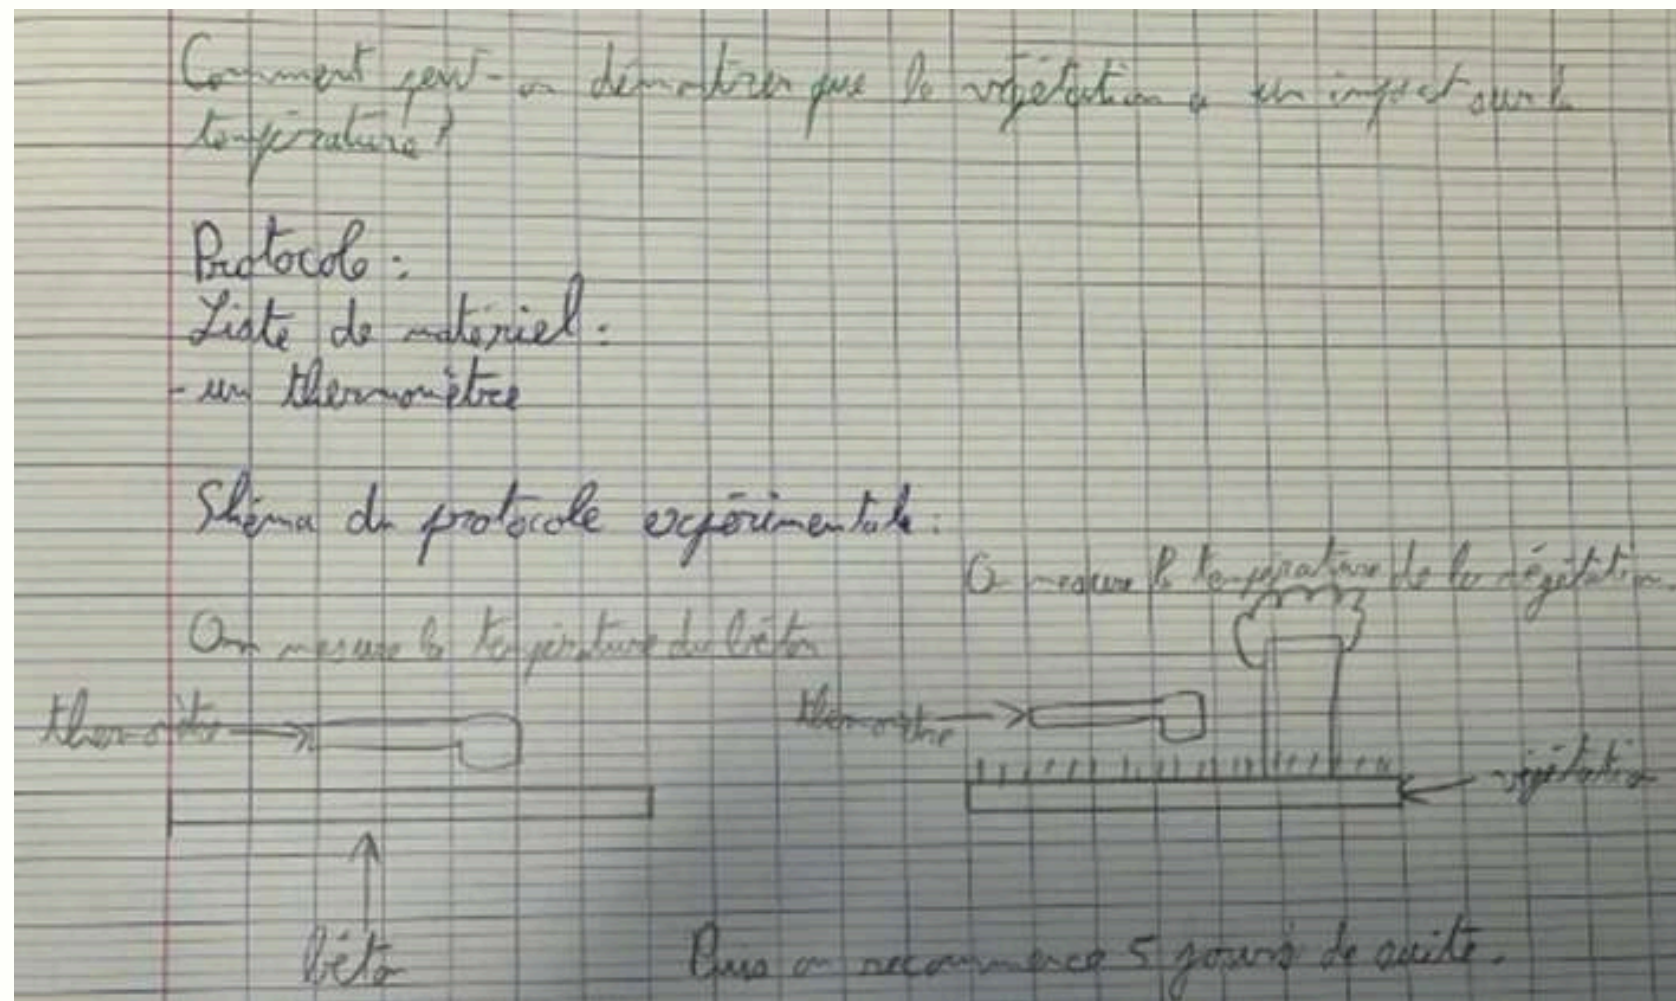 Comment peut-on démontrer que la végétation a un impact sur la
température?
Protocole :
Liste de matériel :
- un thermomètre
Shéma du protocole expérimentale :
On mesure la température de la végétation
On mesure la température du béton
thermomètre
thermomètre
végétation
béton
Puis on recommence 5 jours de suite.